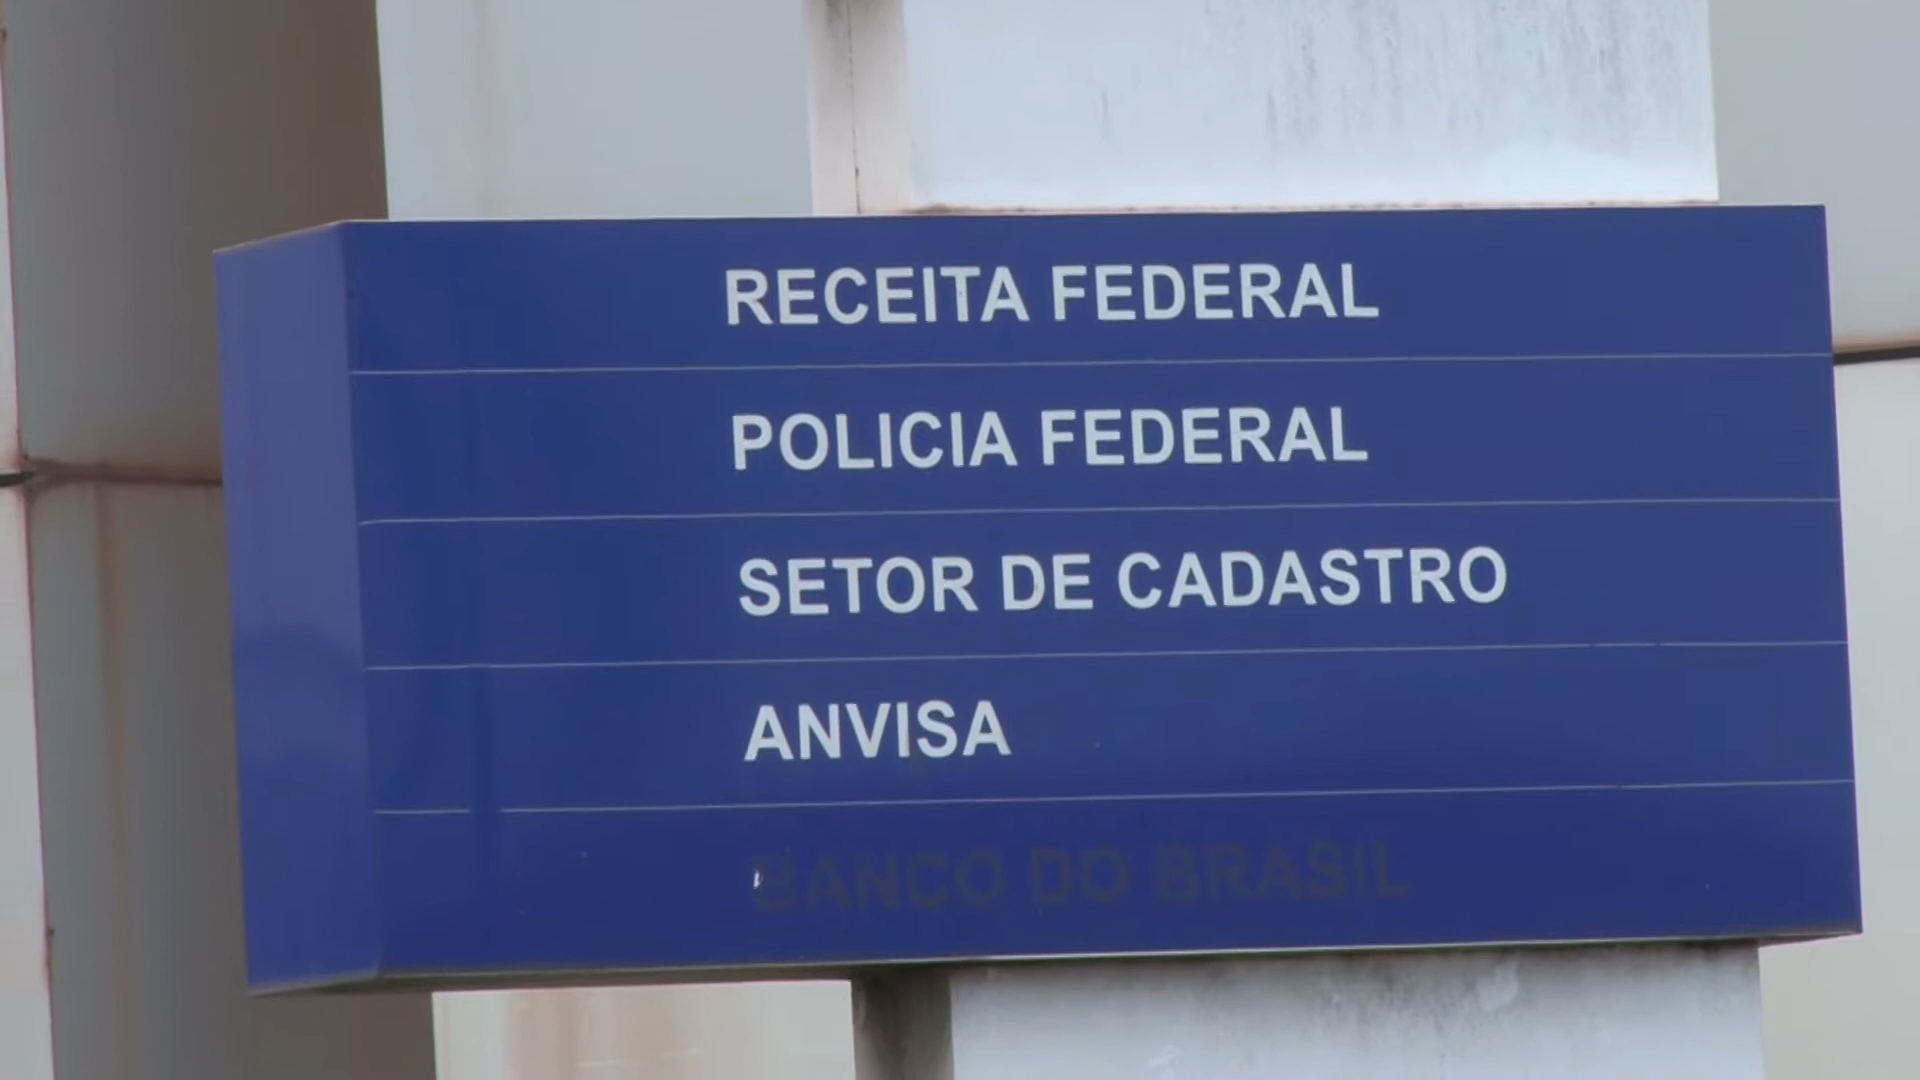 RECEITA FEDERAL
POLICIA FEDERAL
SETOR DE CADASTRO
ANVISA
BANCO DO BRASIL